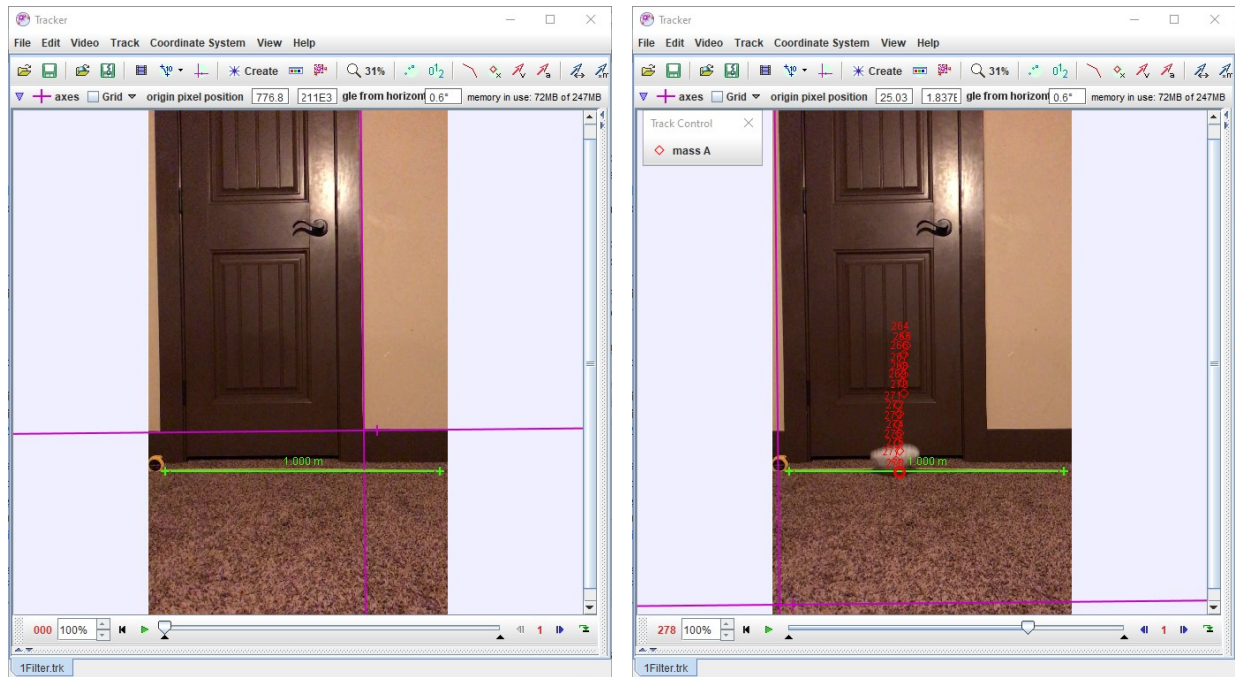 Tracker
File Edit Video Track Coordinate System View Help
Create 31%
axes Grid origin pixel position 776.8 211E3 gle from horizont 0.6° memory in use: 72MB of 247MB
1.000 m
000 100% 1
1Filter.trk
Tracker
File Edit Video Track Coordinate System View Help
Create 31%
axes Grid origin pixel position 25.03 1.837E gle from horizont 0.6° memory in use: 72MB of 247MB
Track Control
mass A
264
271
1.000 m
278 100% 1
1Filter.trk